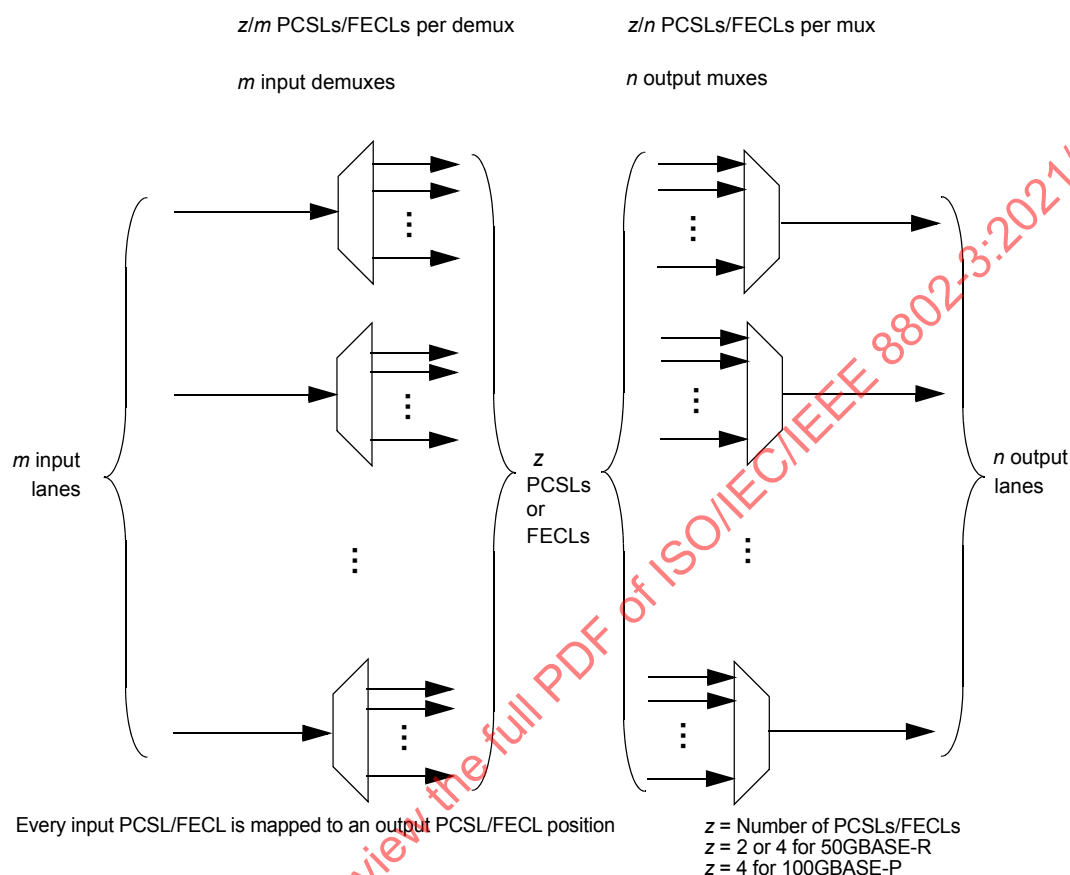 z/m PCSLs/FECLs per demux
z/n PCSLs/FECLs per mux
m input demuxes
n output muxes
m input
lanes
z
PCSLs
or
FECLs
n output
lanes
Every input PCSL/FECL is mapped to an output PCSL/FECL position
z = Number of PCSLs/FECLs
z = 2 or 4 for 50GBASE-R
z = 4 for 100GBASE-P
view the full PDF of ISO/IEC/IEEE 8802-3:2021/